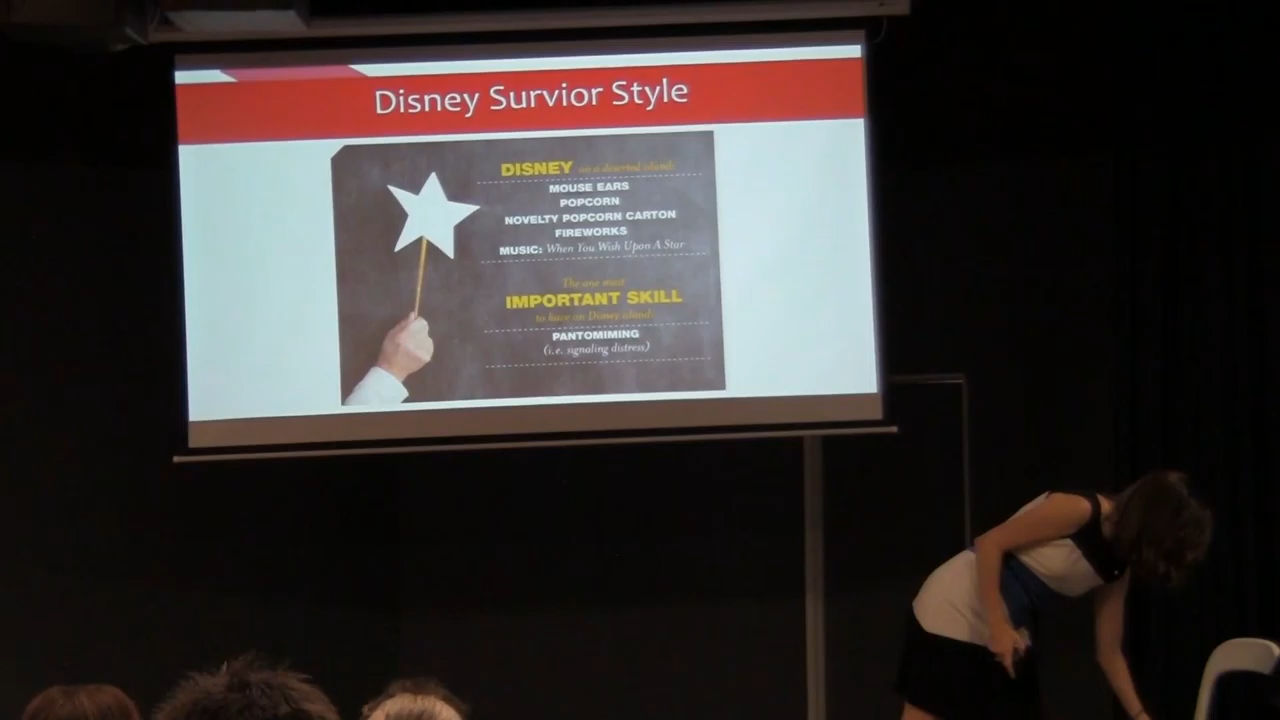 Disney Survior Style
DISNEY on a deserted island:
MOUSE EARS
POPCORN
NOVELTY POPCORN CARTON
FIREWORKS
MUSIC: When You Wish Upon A Star
The one most
IMPORTANT SKILL
to have on Disney island:
PANTOMIMING
(i.e. signaling distress)